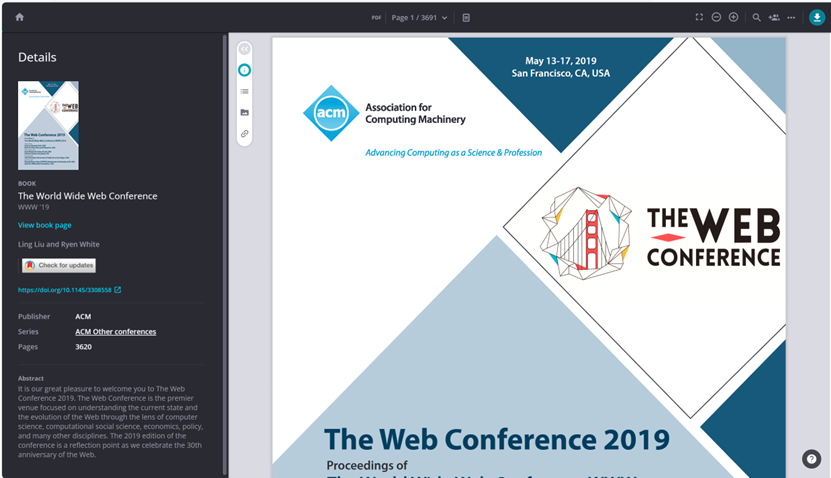 PDF
Page 1 / 3691
Details
BOOK
The World Wide Web Conference
WWW '19
View book page
Ling Liu and Ryen White
Check for updates
https://doi.org/10.1145/3308558
Publisher ACM
Series ACM Other conferences
Pages 3620
Abstract
It is our great pleasure to welcome you to The Web
Conference 2019. The Web Conference is the premier
venue focused on understanding the current state and
the evolution of the Web through the lens of computer
science, computational social science, economics, policy,
and many other disciplines. The 2019 edition of the
conference is a reflection point as we celebrate the 30th
anniversary of the Web.
May 13-17, 2019
San Francisco, CA, USA
acm
Association for
Computing Machinery
Advancing Computing as a Science & Profession
THE WEB
CONFERENCE
The Web Conference 2019
Proceedings of